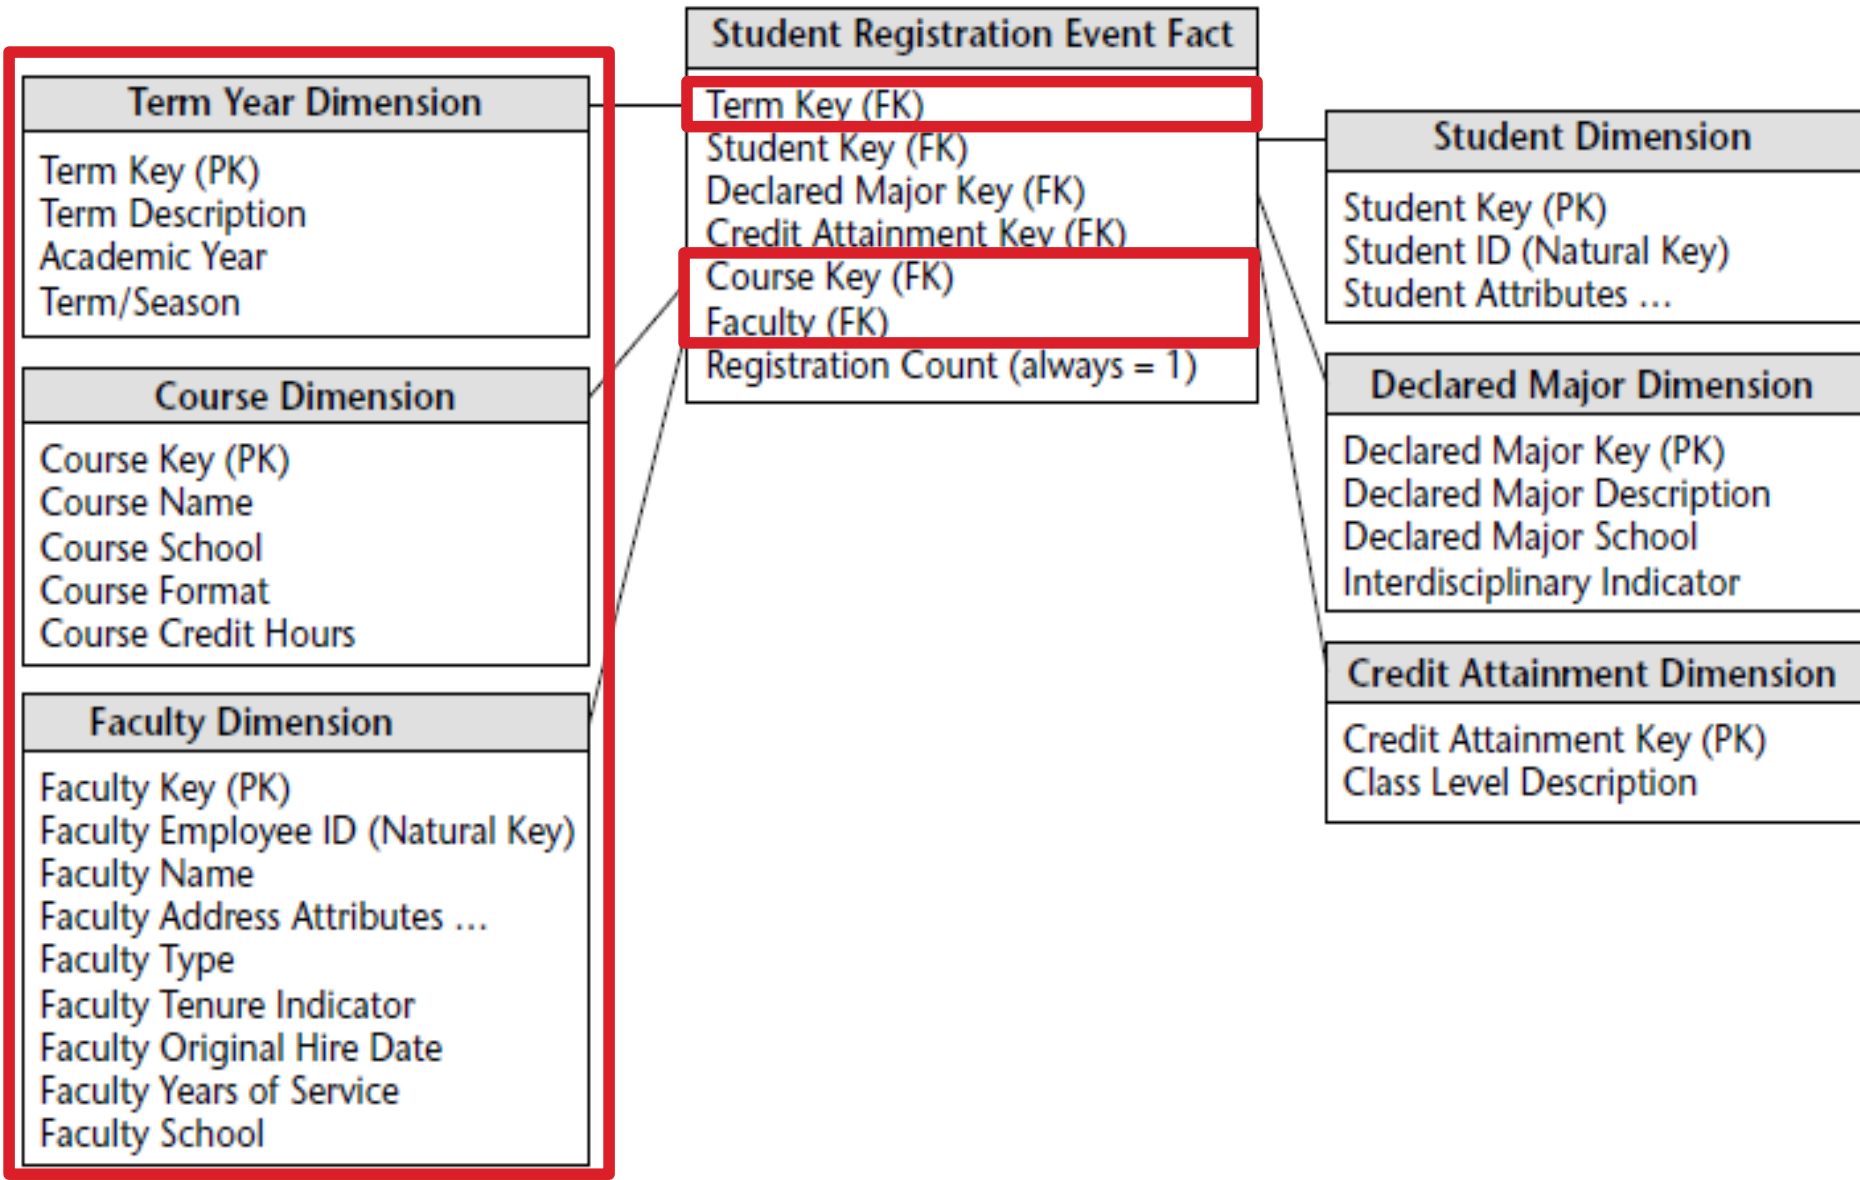 Student Registration Event Fact
Term Key (FK)
Student Key (FK)
Declared Major Key (FK)
Credit Attainment Key (FK)
Course Key (FK)
Faculty (FK)
Registration Count (always = 1)
Term Year Dimension
Term Key (PK)
Term Description
Academic Year
Term/Season
Course Dimension
Course Key (PK)
Course Name
Course School
Course Format
Course Credit Hours
Faculty Dimension
Faculty Key (PK)
Faculty Employee ID (Natural Key)
Faculty Name
Faculty Address Attributes ...
Faculty Type
Faculty Tenure Indicator
Faculty Original Hire Date
Faculty Years of Service
Faculty School
Student Dimension
Student Key (PK)
Student ID (Natural Key)
Student Attributes ...
Declared Major Dimension
Declared Major Key (PK)
Declared Major Description
Declared Major School
Interdisciplinary Indicator
Credit Attainment Dimension
Credit Attainment Key (PK)
Class Level Description